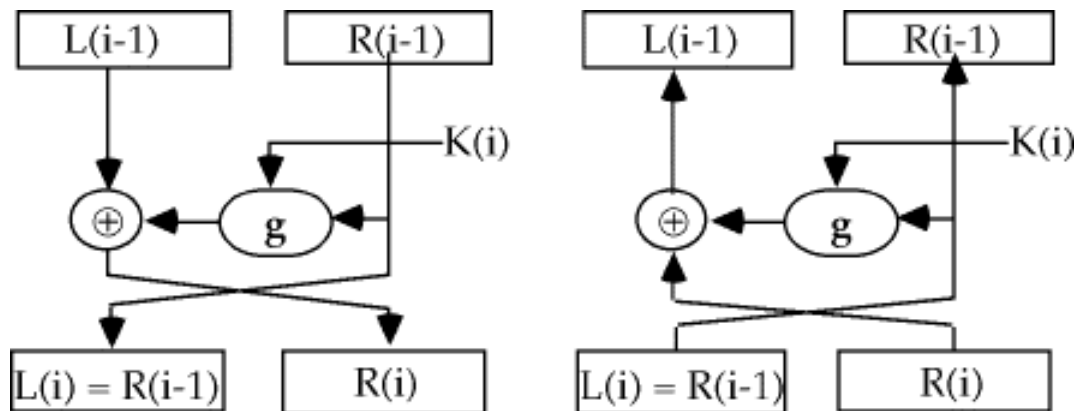 L(i-1) R(i-1) L(i-1) R(i-1)
K(i) K(i)
⊕ g ⊕ g
L(i) = R(i-1) R(i) L(i) = R(i-1) R(i)